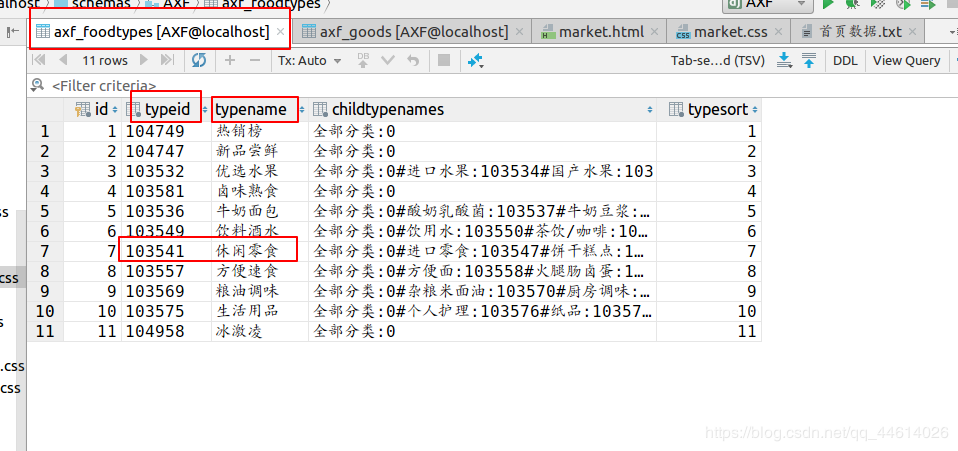 localhost schemas AXF axf_foodtypes AXF
axf_foodtypes [AXF@localhost] axf_goods [AXF@localhost] market.html market.css 首页数据.txt
11 rows Tx: Auto DB Tab-se...d (TSV) DDL View Query
<Filter criteria>
id typeid typename childtypenames typesort
1 1 104749 热销榜 全部分类:0 1
2 2 104747 新品尝鲜 全部分类:0 2
3 3 103532 优选水果 全部分类:0#进口水果:103534#国产水果:103 3
4 4 103581 卤味熟食 全部分类:0 4
5 5 103536 牛奶面包 全部分类:0#酸奶乳酸菌:103537#牛奶豆浆:... 5
6 6 103549 饮料酒水 全部分类:0#饮用水:103550#茶饮/咖啡:10... 6
7 7 103541 休闲零食 全部分类:0#进口零食:103547#饼干糕点:1... 7
8 8 103557 方便速食 全部分类:0#方便面:103558#火腿肠卤蛋:1... 8
9 9 103569 粮油调味 全部分类:0#杂粮米面油:103570#厨房调味:... 9
10 10 103575 生活用品 全部分类:0#个人护理:103576#纸品:10357... 10
11 11 104958 冰激凌 全部分类:0 11
ss
css
s
.css
css
https://blog.csdn.net/qq_44614026